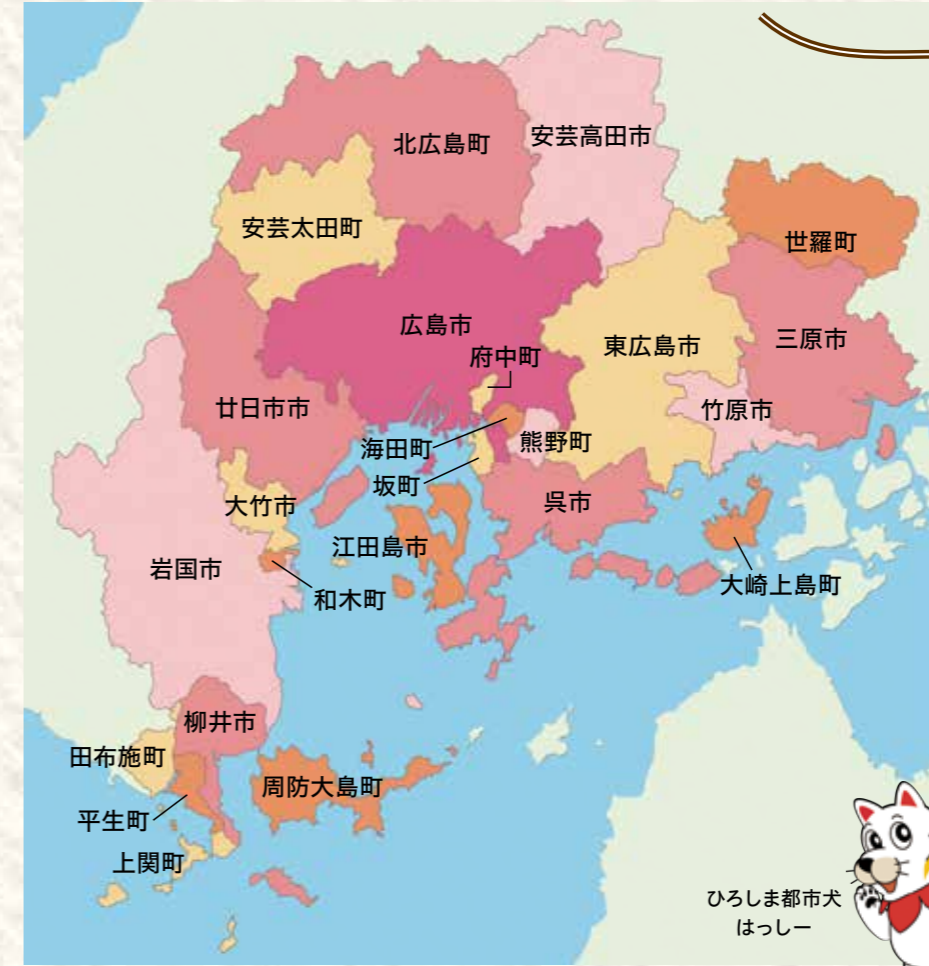 北広島町
安芸高田市
安芸太田町
世羅町
広島市
三原市
東広島市
府中町
廿日市市
竹原市
海田町
熊野町
坂町
大竹市
呉市
江田島市
岩国市
大崎上島町
和木町
柳井市
田布施町
周防大島町
平生町
上関町
ひろしま都市犬
はっしー